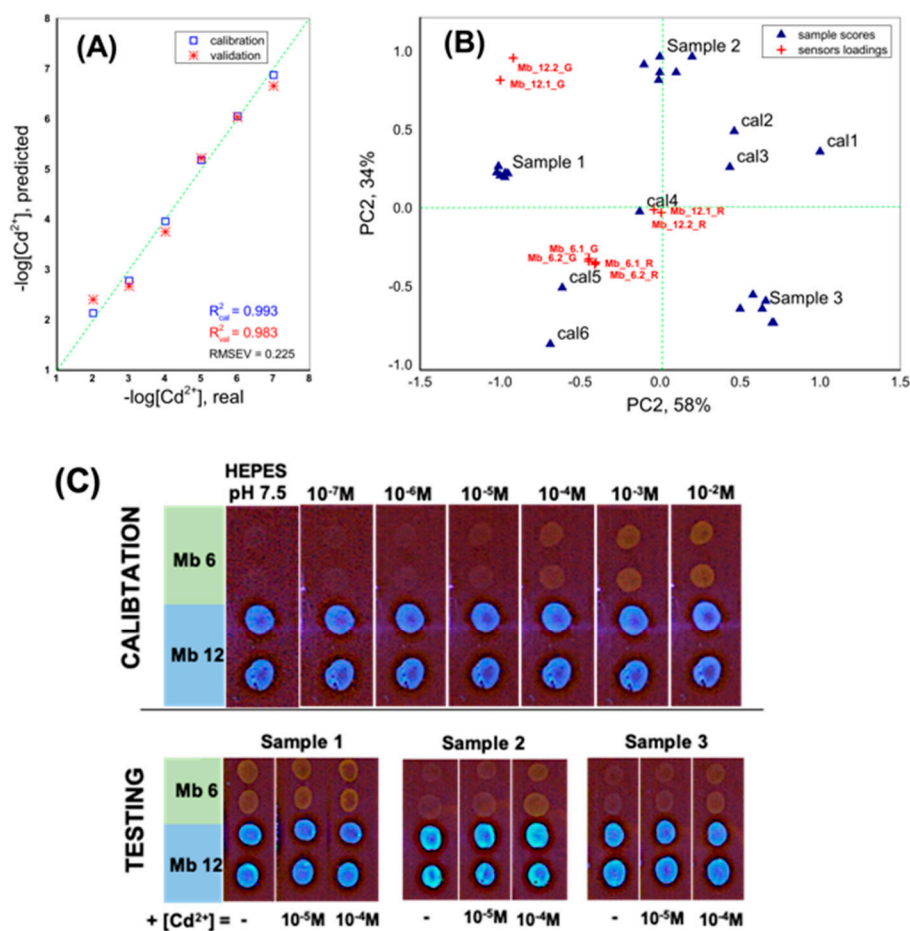 (A)
calibration
validation
-log[Cd²⁺], predicted
8
7
6
5
4
3
2
1
R²cal = 0.993
R²val = 0.983
RMSEV = 0.225
1 2 3 4 5 6 7 8
-log[Cd²⁺], real
(B)
sample scores
sensors loadings
PC2, 34%
1.0
0.5
0.0
-0.5
-1.0
Sample 2
Mb_12.2_G
Mb_12.1_G
cal2
cal1
cal3
Sample 1
cal4
Mb_12.1_R
Mb_12.2_R
Mb_6.1_G
Mb_6.2_G
Mb_6.1_R
Mb_6.2_R
cal5
Sample 3
cal6
-1.5 -1.0 -0.5 0.0 0.5 1.0 1.5
PC2, 58%
(C)
HEPES
pH 7.5 10⁻⁷M 10⁻⁶M 10⁻⁵M 10⁻⁴M 10⁻³M 10⁻²M
CALIBTATION
Mb 6
Mb 12
Sample 1 Sample 2 Sample 3
TESTING
Mb 6
Mb 12
+ [Cd²⁺] = - 10⁻⁵M 10⁻⁴M - 10⁻⁵M 10⁻⁴M - 10⁻⁵M 10⁻⁴M